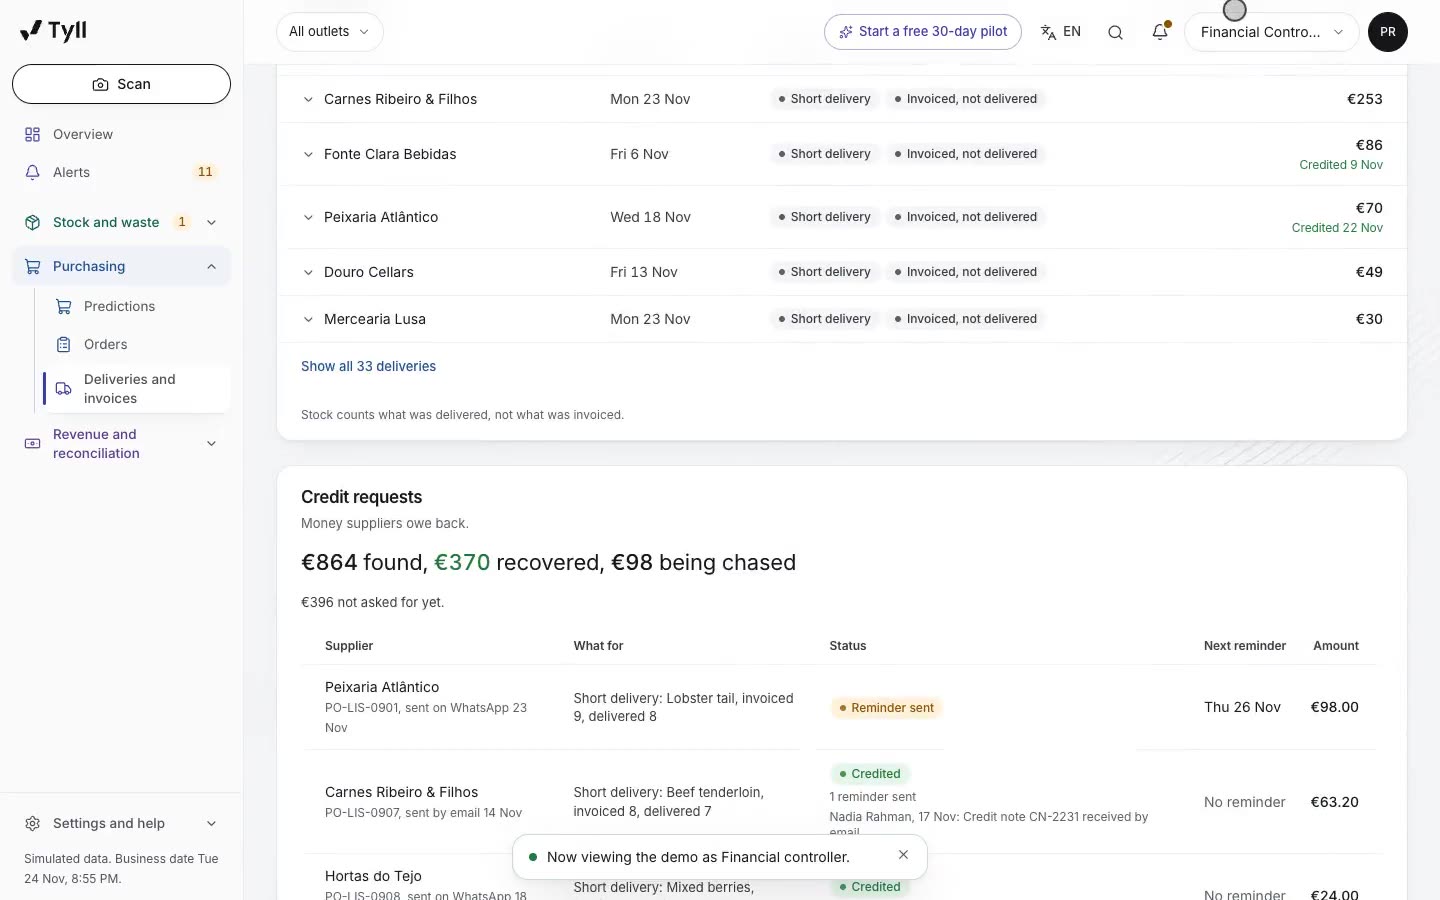 Tyll
All outlets
Start a free 30-day pilot
EN
Financial Contro...
PR
Scan
Overview
Alerts
11
Stock and waste
1
Purchasing
Predictions
Orders
Deliveries and
invoices
Revenue and
reconciliation
Settings and help
Simulated data. Business date Tue
24 Nov, 8:55 PM.
Carnes Ribeiro & Filhos Mon 23 Nov Short delivery Invoiced, not delivered €253
Fonte Clara Bebidas Fri 6 Nov Short delivery Invoiced, not delivered €86
Credited 9 Nov
Peixaria Atlântico Wed 18 Nov Short delivery Invoiced, not delivered €70
Credited 22 Nov
Douro Cellars Fri 13 Nov Short delivery Invoiced, not delivered €49
Mercearia Lusa Mon 23 Nov Short delivery Invoiced, not delivered €30
Show all 33 deliveries
Stock counts what was delivered, not what was invoiced.
Credit requests
Money suppliers owe back.
€864 found, €370 recovered, €98 being chased
€396 not asked for yet.
Supplier What for Status Next reminder Amount
Peixaria Atlântico
PO-LIS-0901, sent on WhatsApp 23
Nov
Short delivery: Lobster tail, invoiced
9, delivered 8
Reminder sent
Thu 26 Nov
€98.00
Carnes Ribeiro & Filhos
PO-LIS-0907, sent by email 14 Nov
Short delivery: Beef tenderloin,
invoiced 8, delivered 7
Credited
1 reminder sent
Nadia Rahman, 17 Nov: Credit note CN-2231 received by
email
No reminder
€63.20
Hortas do Tejo
PO-LIS-0908, sent on WhatsApp 18
Short delivery: Mixed berries,
Credited
No reminder
€24.00
Now viewing the demo as Financial controller.